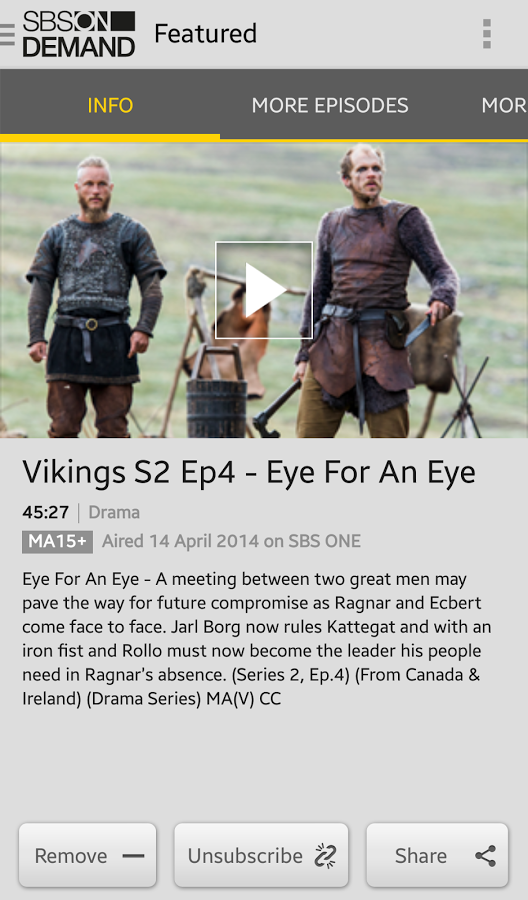 SBS ON
DEMAND
Featured
INFO
MORE EPISODES
MOR
Vikings S2 Ep4 - Eye For An Eye
45:27 | Drama
MA15+ Aired 14 April 2014 on SBS ONE
Eye For An Eye - A meeting between two great men may
pave the way for future compromise as Ragnar and Ecbert
come face to face. Jarl Borg now rules Kattegat and with an
iron fist and Rollo must now become the leader his people
need in Ragnar's absence. (Series 2, Ep.4) (From Canada &
Ireland) (Drama Series) MA(V) CC
Remove
Unsubscribe
Share